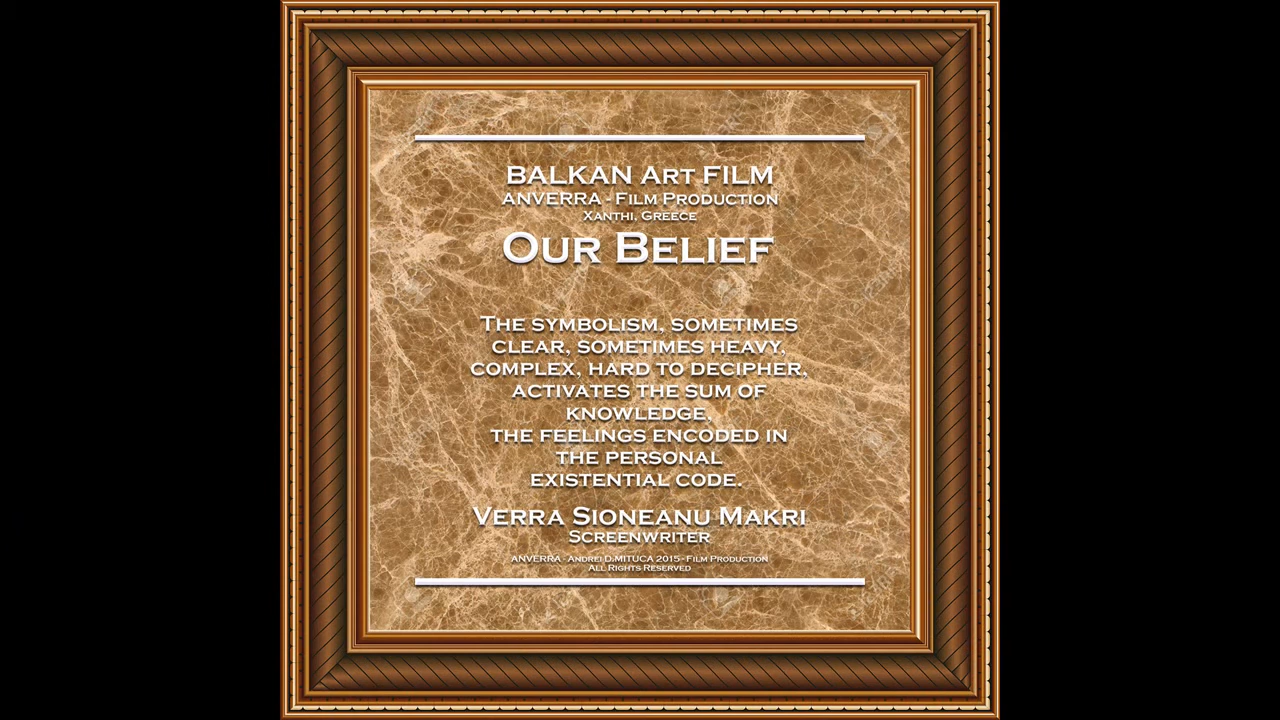 BALKAN Art FILM
ANVERRA - Film Production
Xanthi, Greece
Our Belief
The symbolism, sometimes
clear, sometimes heavy,
complex, hard to decipher,
activates the sum of
knowledge,
the feelings encoded in
the personal
existential code.
Verra Sioneanu Makri
Screenwriter
ANVERRA - Andrei D.MITUCA 2015 - Film Production
All Rights Reserved